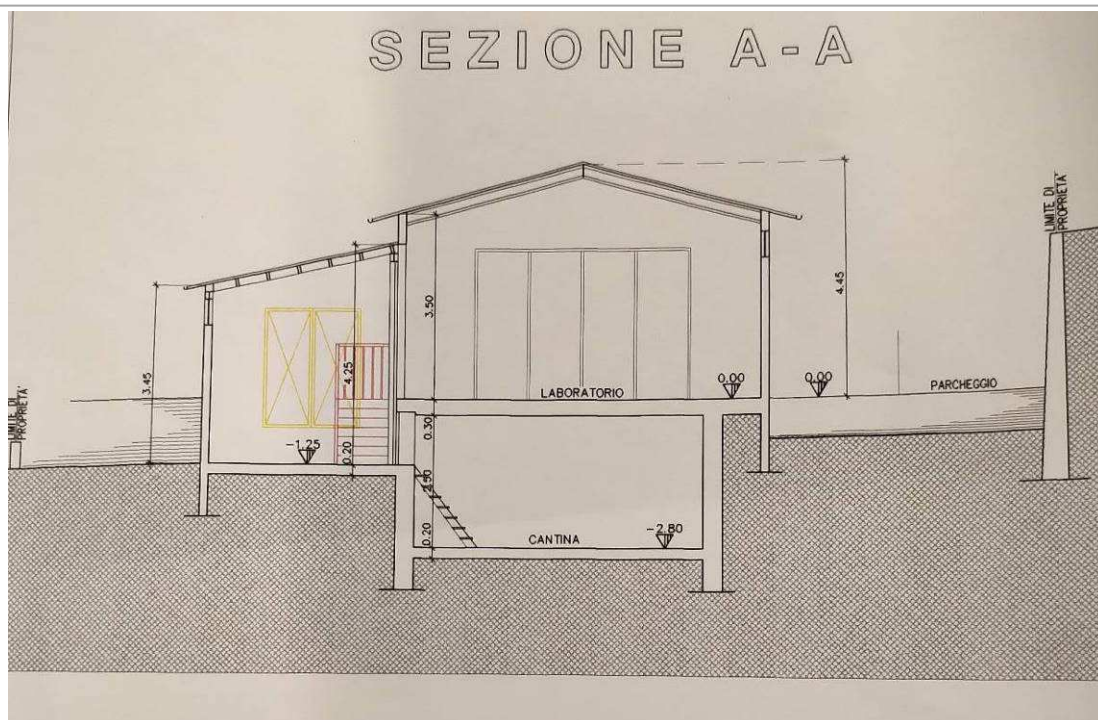 SEZIONE A-A
LIMITE DI
PROPRIETA'
4.45
3.50
3.45
4.25
0.00
0.00
LABORATORIO
PARCHEGGIO
LIMITE DI
PROPRIETA'
-1.25
0.20
0.30
2.50
0.20
CANTINA
-2.80